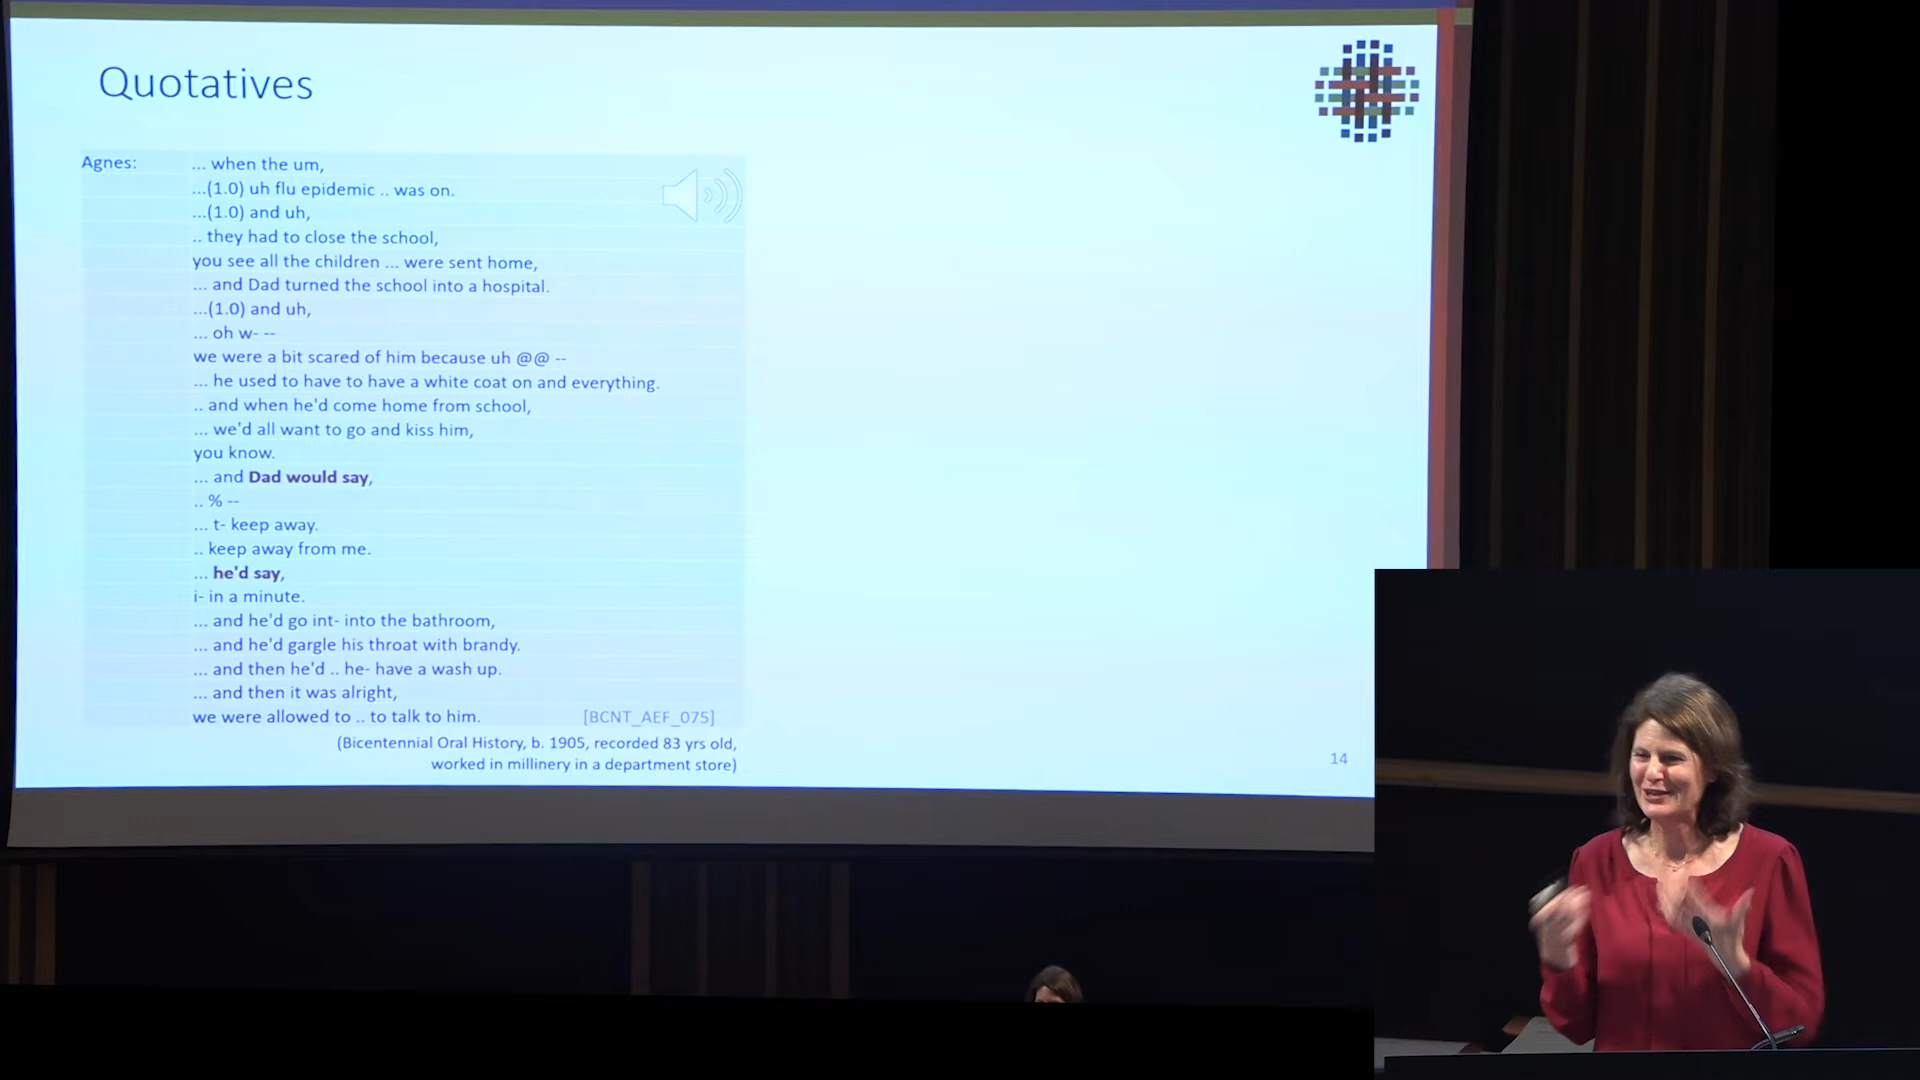 Quotatives
Agnes: ... when the um,
...(1.0) uh flu epidemic .. was on.
...(1.0) and uh,
.. they had to close the school,
you see all the children ... were sent home,
... and Dad turned the school into a hospital.
...(1.0) and uh,
... oh w- --
we were a bit scared of him because uh @@ --
... he used to have to have a white coat on and everything.
.. and when he'd come home from school,
... we'd all want to go and kiss him,
you know.
... and Dad would say,
.. % --
... t- keep away.
.. keep away from me.
... he'd say,
i- in a minute.
... and he'd go int- into the bathroom,
... and he'd gargle his throat with brandy.
... and then he'd .. he- have a wash up.
... and then it was alright,
we were allowed to .. to talk to him. [BCNT_AEF_075]
(Bicentennial Oral History, b. 1905, recorded 83 yrs old,
worked in millinery in a department store)
14